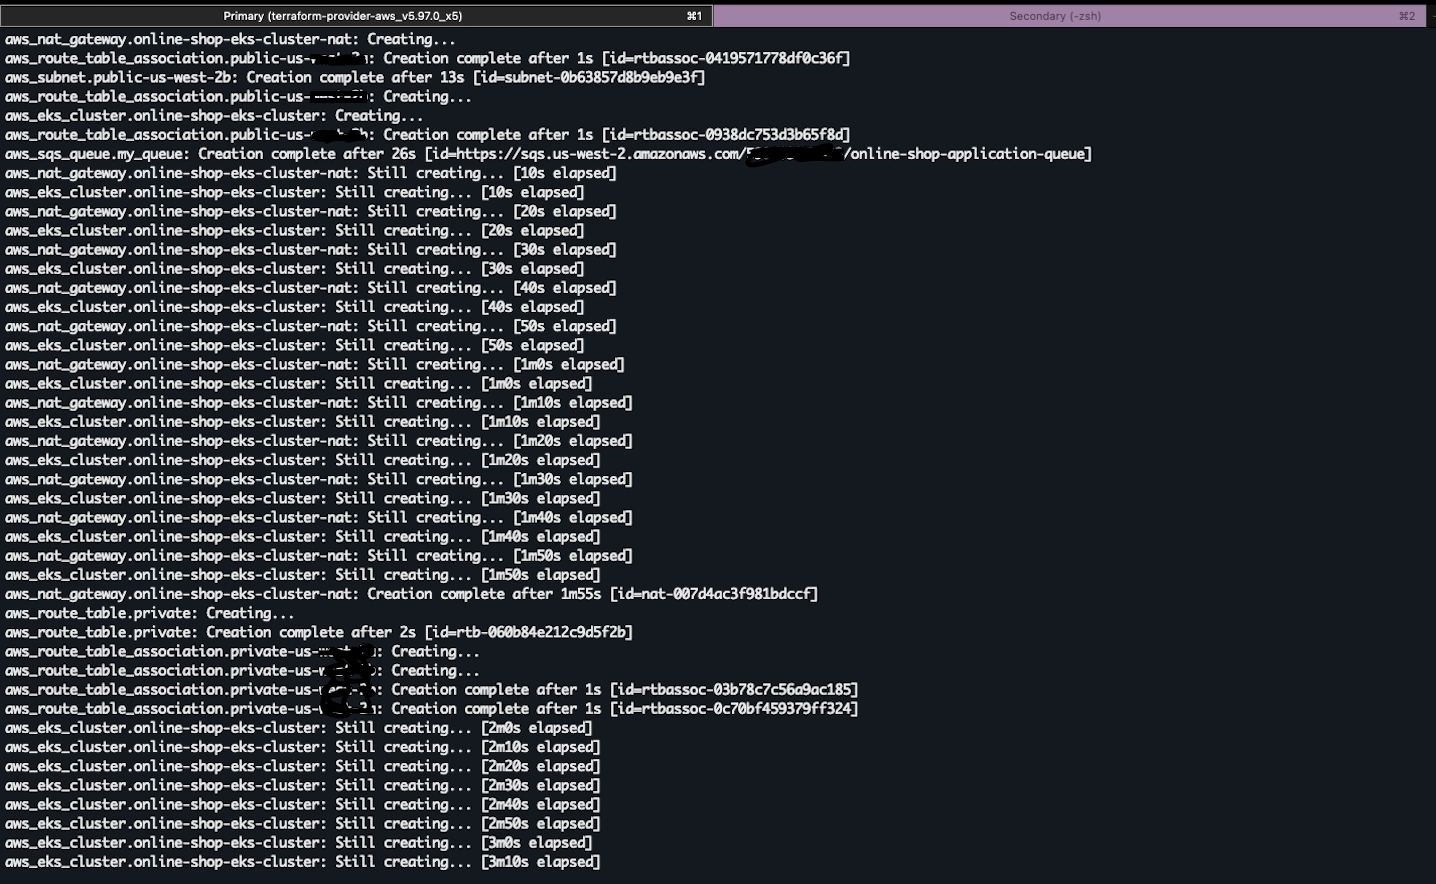 Primary (terraform-provider-aws_v5.97.0_x5) ⌘1 Secondary (-zsh) ⌘2
aws_nat_gateway.online-shop-eks-cluster-nat: Creating...
aws_route_table_association.public-us- : Creation complete after 1s [id=rtbassoc-0419571778df0c36f]
aws_subnet.public-us-west-2b: Creation complete after 13s [id=subnet-0b63857d8b9eb9e3f]
aws_route_table_association.public-us- : Creating...
aws_eks_cluster.online-shop-eks-cluster: Creating...
aws_route_table_association.public-us- : Creation complete after 1s [id=rtbassoc-0938dc753d3b65f8d]
aws_sqs_queue.my_queue: Creation complete after 26s [id=https://sqs.us-west-2.amazonaws.com/ /online-shop-application-queue]
aws_nat_gateway.online-shop-eks-cluster-nat: Still creating... [10s elapsed]
aws_eks_cluster.online-shop-eks-cluster: Still creating... [10s elapsed]
aws_nat_gateway.online-shop-eks-cluster-nat: Still creating... [20s elapsed]
aws_eks_cluster.online-shop-eks-cluster: Still creating... [20s elapsed]
aws_nat_gateway.online-shop-eks-cluster-nat: Still creating... [30s elapsed]
aws_eks_cluster.online-shop-eks-cluster: Still creating... [30s elapsed]
aws_nat_gateway.online-shop-eks-cluster-nat: Still creating... [40s elapsed]
aws_eks_cluster.online-shop-eks-cluster: Still creating... [40s elapsed]
aws_nat_gateway.online-shop-eks-cluster-nat: Still creating... [50s elapsed]
aws_eks_cluster.online-shop-eks-cluster: Still creating... [50s elapsed]
aws_nat_gateway.online-shop-eks-cluster-nat: Still creating... [1m0s elapsed]
aws_eks_cluster.online-shop-eks-cluster: Still creating... [1m0s elapsed]
aws_nat_gateway.online-shop-eks-cluster-nat: Still creating... [1m10s elapsed]
aws_eks_cluster.online-shop-eks-cluster: Still creating... [1m10s elapsed]
aws_nat_gateway.online-shop-eks-cluster-nat: Still creating... [1m20s elapsed]
aws_eks_cluster.online-shop-eks-cluster: Still creating... [1m20s elapsed]
aws_nat_gateway.online-shop-eks-cluster-nat: Still creating... [1m30s elapsed]
aws_eks_cluster.online-shop-eks-cluster: Still creating... [1m30s elapsed]
aws_nat_gateway.online-shop-eks-cluster-nat: Still creating... [1m40s elapsed]
aws_eks_cluster.online-shop-eks-cluster: Still creating... [1m40s elapsed]
aws_nat_gateway.online-shop-eks-cluster-nat: Still creating... [1m50s elapsed]
aws_eks_cluster.online-shop-eks-cluster: Still creating... [1m50s elapsed]
aws_nat_gateway.online-shop-eks-cluster-nat: Creation complete after 1m55s [id=nat-007d4ac3f981bdccf]
aws_route_table.private: Creating...
aws_route_table.private: Creation complete after 2s [id=rtb-060b84e212c9d5f2b]
aws_route_table_association.private-us- : Creating...
aws_route_table_association.private-us- : Creating...
aws_route_table_association.private-us- : Creation complete after 1s [id=rtbassoc-03b78c7c56a9ac185]
aws_route_table_association.private-us- : Creation complete after 1s [id=rtbassoc-0c70bf459379ff324]
aws_eks_cluster.online-shop-eks-cluster: Still creating... [2m0s elapsed]
aws_eks_cluster.online-shop-eks-cluster: Still creating... [2m10s elapsed]
aws_eks_cluster.online-shop-eks-cluster: Still creating... [2m20s elapsed]
aws_eks_cluster.online-shop-eks-cluster: Still creating... [2m30s elapsed]
aws_eks_cluster.online-shop-eks-cluster: Still creating... [2m40s elapsed]
aws_eks_cluster.online-shop-eks-cluster: Still creating... [2m50s elapsed]
aws_eks_cluster.online-shop-eks-cluster: Still creating... [3m0s elapsed]
aws_eks_cluster.online-shop-eks-cluster: Still creating... [3m10s elapsed]